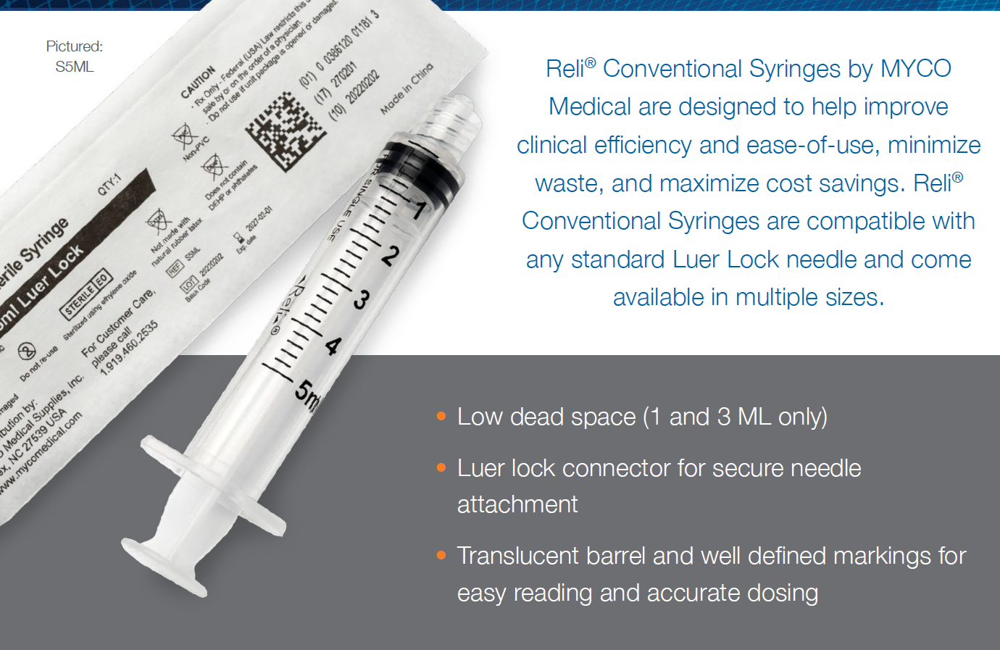 Pictured:
S5ML
Reli® Conventional Syringes by MYCO
Medical are designed to help improve
clinical efficiency and ease-of-use, minimize
waste, and maximize cost savings. Reli®
Conventional Syringes are compatible with
any standard Luer Lock needle and come
available in multiple sizes.
• Low dead space (1 and 3 ML only)
• Luer lock connector for secure needle
attachment
• Translucent barrel and well defined markings for
easy reading and accurate dosing
CAUTION
- Rx Only - Federal (USA) Law restricts this
sale by or on the order of a physician.
- Do not use if unit package is opened or damaged.
(01) 0 0386120 01181 3
(17) 270201
(10) 20220202
Made in China
PVC
Non-PVC
DEHP
Does not contain
DEHP or phthalates
QTY:1
Syringe
Luer Lock
Not made with
natural rubber latex
2027-02-01
Exp. date
REF S5ML
LOT 20220202
Batch Code
STERILE EO
Sterilized using ethylene oxide
2
Do not re-use
For Customer Care,
please call
1.919.460.2535
by:
Medical Supplies, Inc.
NC 27539 USA
www.mycomedical.com
FOR SINGLE USE
Reli®
1
2
3
4
5ml